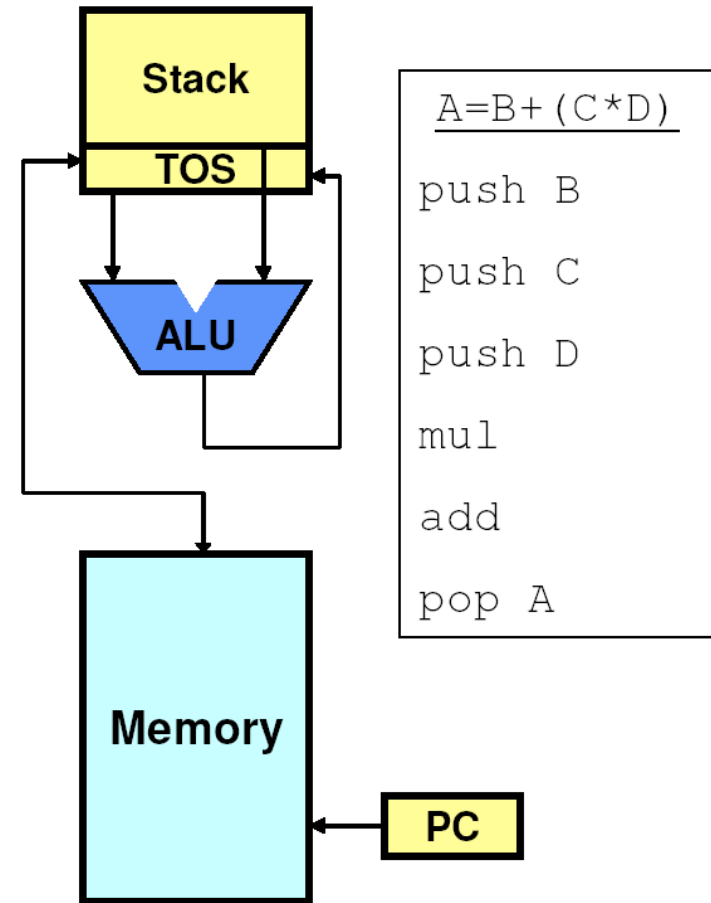 Stack
TOS
ALU
Memory
PC
A=B+(C*D)
push B
push C
push D
mul
add
pop A